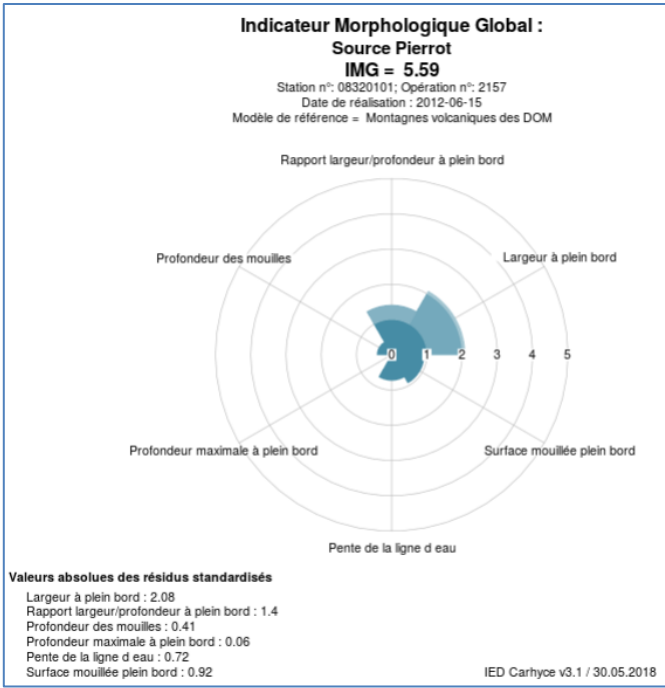 Indicateur Morphologique Global :
Source Pierrot
IMG = 5.59
Station n°: 08320101; Opération n°: 2157
Date de réalisation : 2012-06-15
Modèle de référence = Montagnes volcaniques des DOM
Rapport largeur/profondeur à plein bord
Profondeur des mouilles
Largeur à plein bord
0 1 2 3 4 5
Profondeur maximale à plein bord
Surface mouillée plein bord
Pente de la ligne d eau
Valeurs absolues des résidus standardisés
Largeur à plein bord : 2.08
Rapport largeur/profondeur à plein bord : 1.4
Profondeur des mouilles : 0.41
Profondeur maximale à plein bord : 0.06
Pente de la ligne d eau : 0.72
Surface mouillée plein bord : 0.92
IED Carhyce v3.1 / 30.05.2018